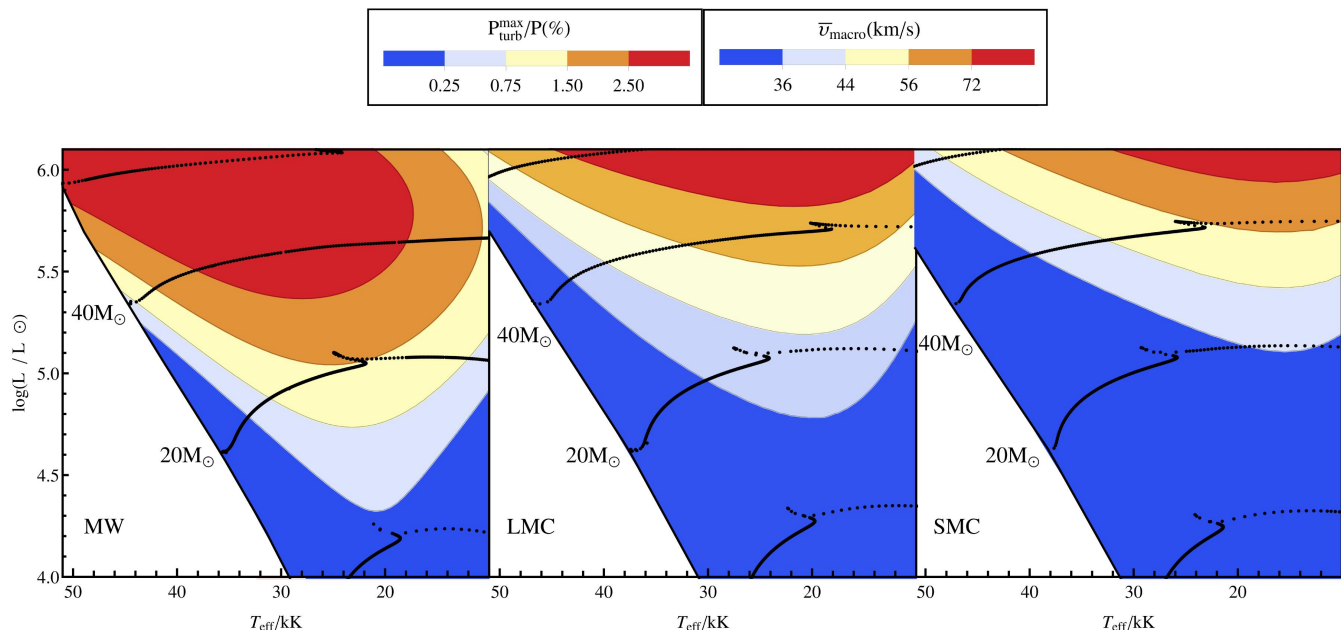 P_turb^max/P(%)
0.25 0.75 1.50 2.50
ῡ_macro(km/s)
36 44 56 72
log(L / L ⊙)
6.0
5.5
5.0
4.5
4.0
40M⊙
20M⊙
MW
50 40 30 20
T_eff/kK
40M⊙
20M⊙
LMC
50 40 30 20
T_eff/kK
40M⊙
20M⊙
SMC
50 40 30 20
T_eff/kK